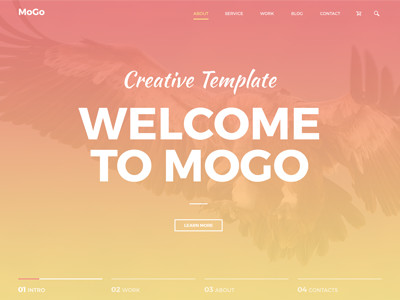 MoGo
ABOUT SERVICE WORK BLOG CONTACT
Creative Template
WELCOME
TO MOGO
LEARN MORE
01 INTRO 02 WORK 03 ABOUT 04 CONTACTS